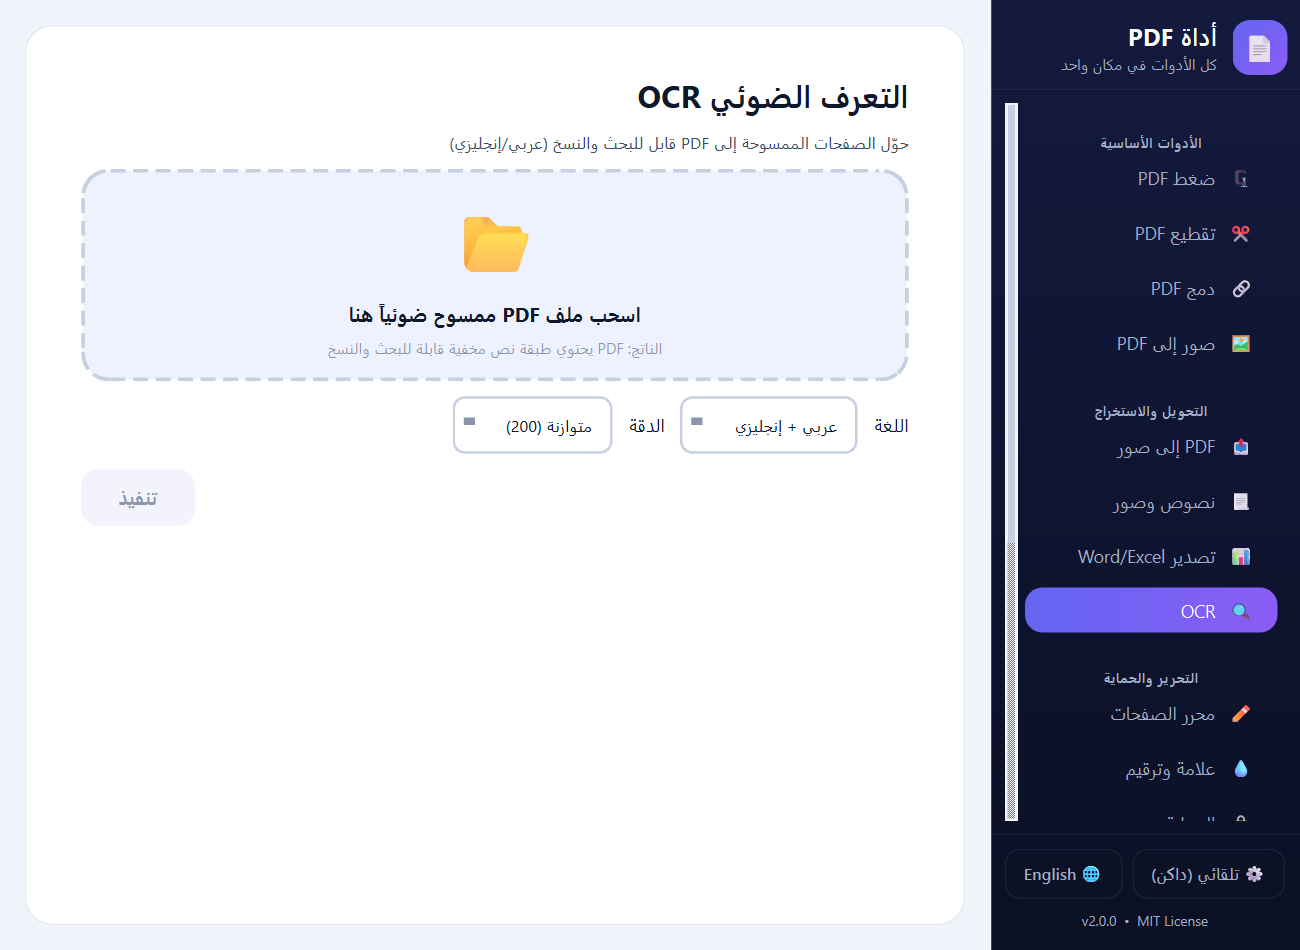 أداة PDF
كل الأدوات في مكان واحد
الأدوات الأساسية
ضغط PDF
تقطيع PDF
دمج PDF
صور إلى PDF
التحويل والاستخراج
PDF إلى صور
نصوص وصور
تصدير Word/Excel
OCR
التحرير والحماية
محرر الصفحات
علامة وترقيم
تلقائي (داكن)
English
v2.0.0 • MIT License
التعرف الضوئي OCR
حوّل الصفحات الممسوحة إلى PDF قابل للبحث والنسخ (عربي/إنجليزي)
اسحب ملف PDF ممسوح ضوئياً هنا
الناتج: PDF يحتوي طبقة نص مخفية قابلة للبحث والنسخ
اللغة عربي + إنجليزي الدقة متوازنة (200)
تنفيذ